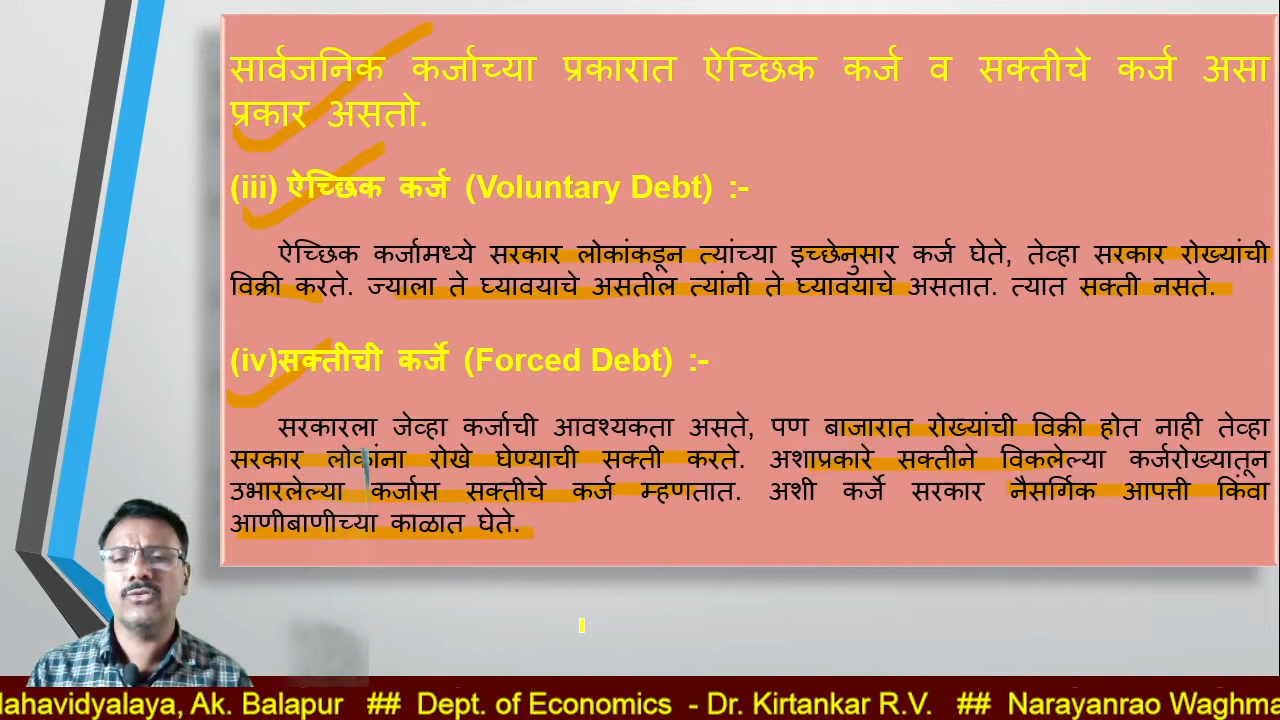 सार्वजनिक कर्जाच्या प्रकारात ऐच्छिक कर्ज व सक्तीचे कर्ज असा
प्रकार असतो.
(iii) ऐच्छिक कर्ज (Voluntary Debt) :-
ऐच्छिक कर्जामध्ये सरकार लोकांकडून त्यांच्या इच्छेनुसार कर्ज घेते, तेव्हा सरकार रोख्यांची
विक्री करते. ज्याला ते घ्यावयाचे असतील त्यांनी ते घ्यावयाचे असतात. त्यात सक्ती नसते.
(iv)सक्तीची कर्जे (Forced Debt) :-
सरकारला जेव्हा कर्जाची आवश्यकता असते, पण बाजारात रोख्यांची विक्री होत नाही तेव्हा
सरकार लोकांना रोखे घेण्याची सक्ती करते. अशाप्रकारे सक्तीने विकलेल्या कर्जरोख्यातून
उभारलेल्या कर्जास सक्तीचे कर्ज म्हणतात. अशी कर्जे सरकार नैसर्गिक आपत्ती किंवा
आणीबाणीच्या काळात घेते.
Mahavidyalaya, Ak. Balapur ## Dept. of Economics - Dr. Kirtankar R.V. ## Narayanrao Waghma